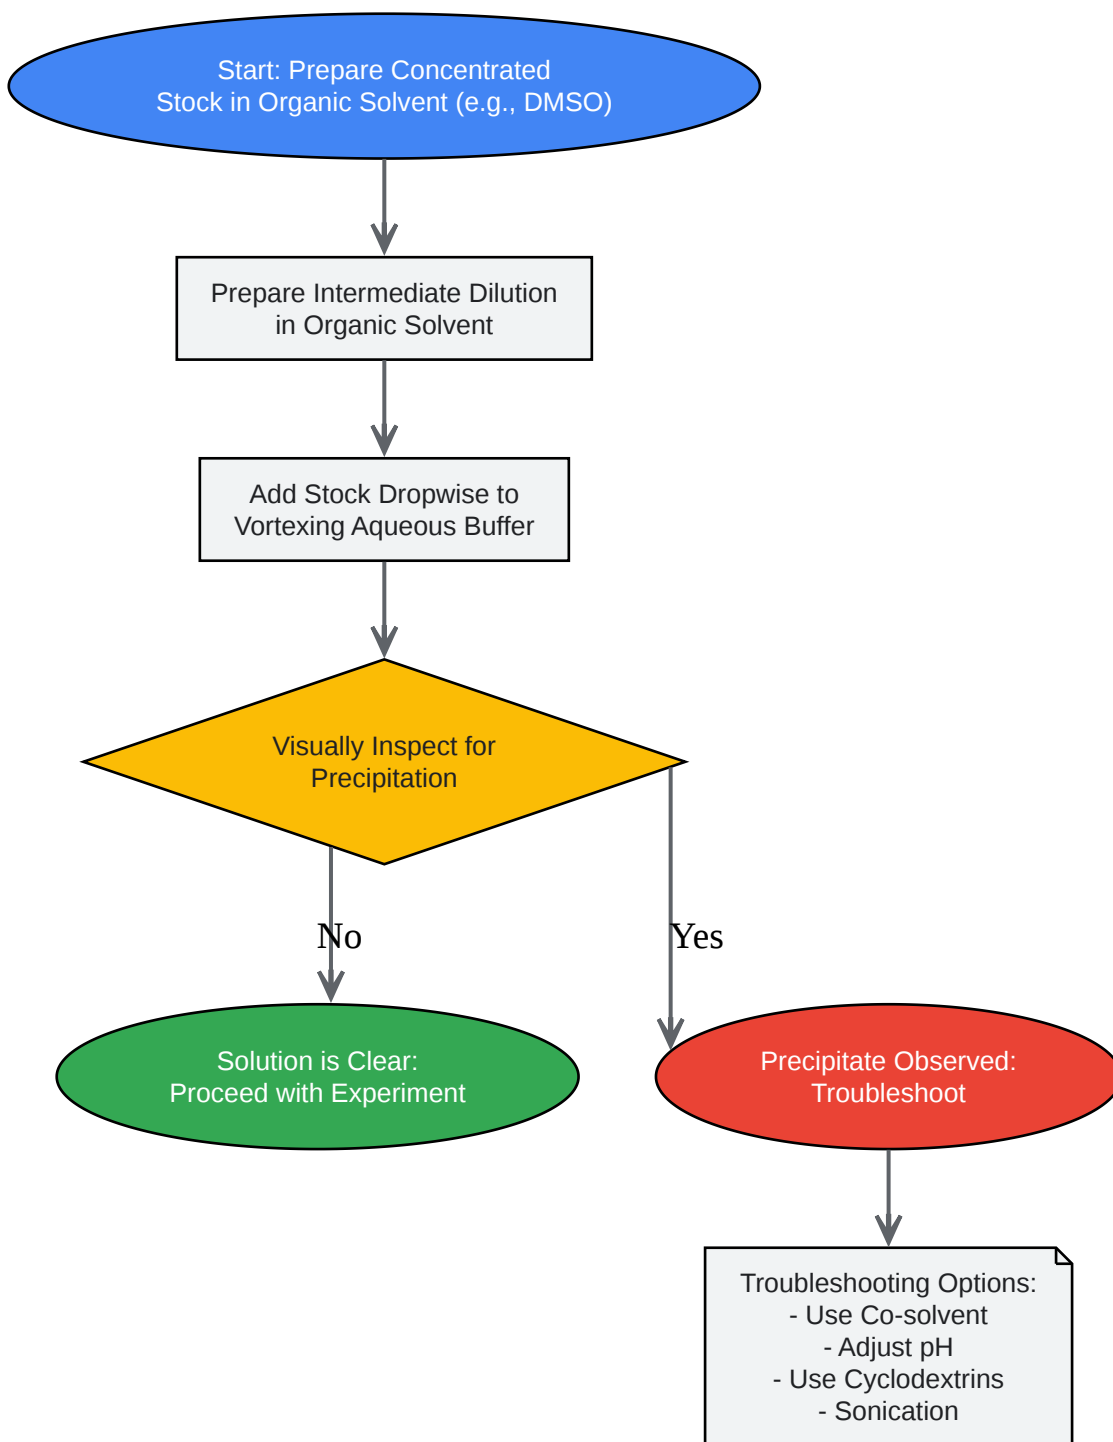 Start: Prepare Concentrated
Stock in Organic Solvent (e.g., DMSO)
Prepare Intermediate Dilution
in Organic Solvent
Add Stock Dropwise to
Vortexing Aqueous Buffer
Visually Inspect for
Precipitation
No
Yes
Solution is Clear:
Proceed with Experiment
Precipitate Observed:
Troubleshoot
Troubleshooting Options:
- Use Co-solvent
- Adjust pH
- Use Cyclodextrins
- Sonication